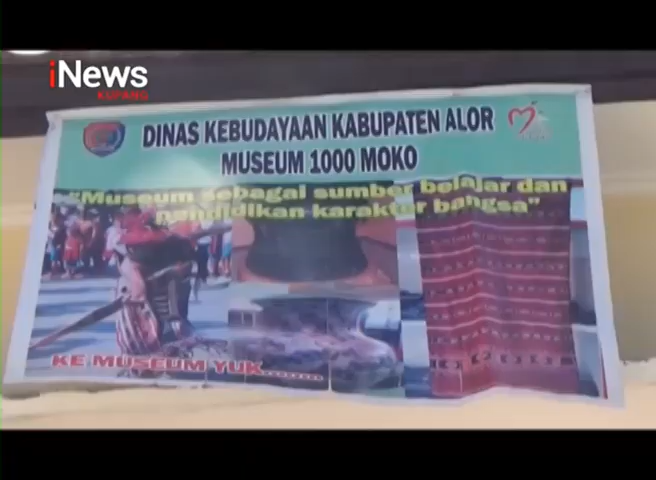 iNews
KUPANG
DINAS KEBUDAYAAN KABUPATEN ALOR
MUSEUM 1000 MOKO
"Museum sebagai sumber belajar dan
pendidikan karakter bangsa"
KE MUSEUM YUK.........